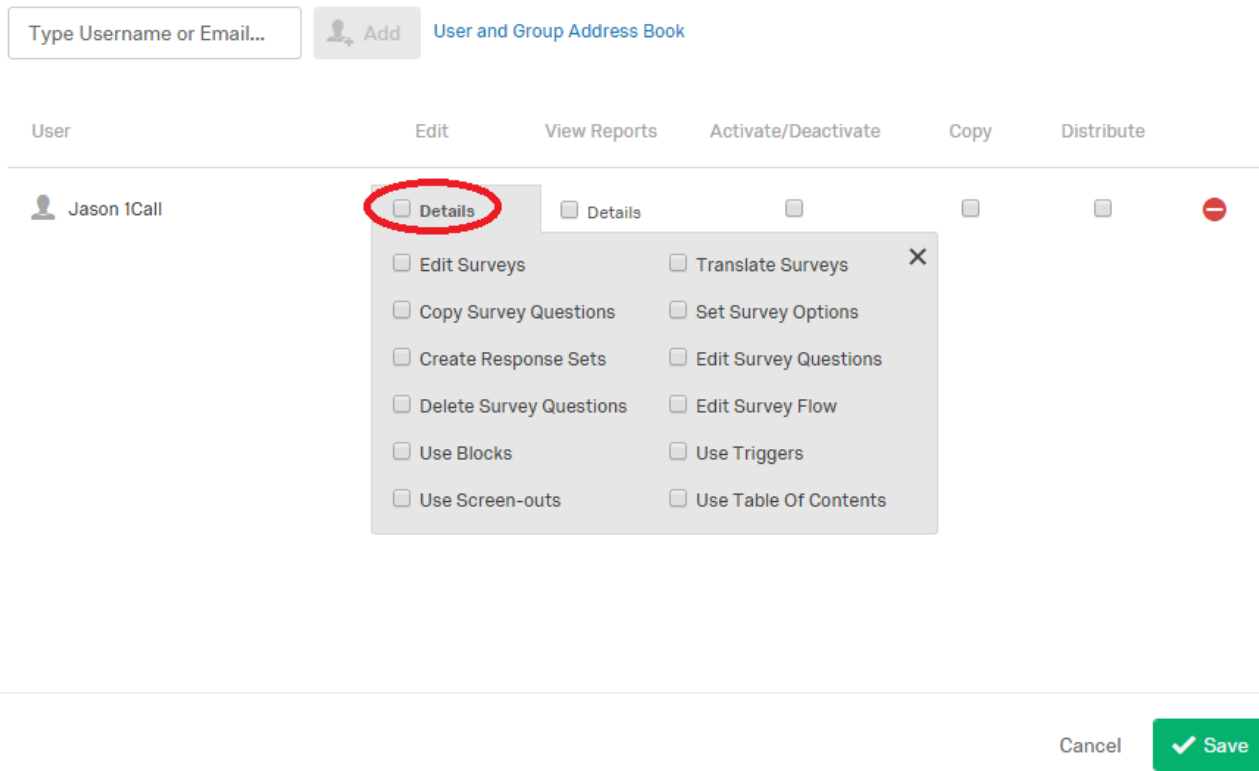 Type Username or Email... Add User and Group Address Book
User Edit View Reports Activate/Deactivate Copy Distribute
Jason 1Call Details Details
Edit Surveys Translate Surveys
Copy Survey Questions Set Survey Options
Create Response Sets Edit Survey Questions
Delete Survey Questions Edit Survey Flow
Use Blocks Use Triggers
Use Screen-outs Use Table Of Contents
Cancel Save